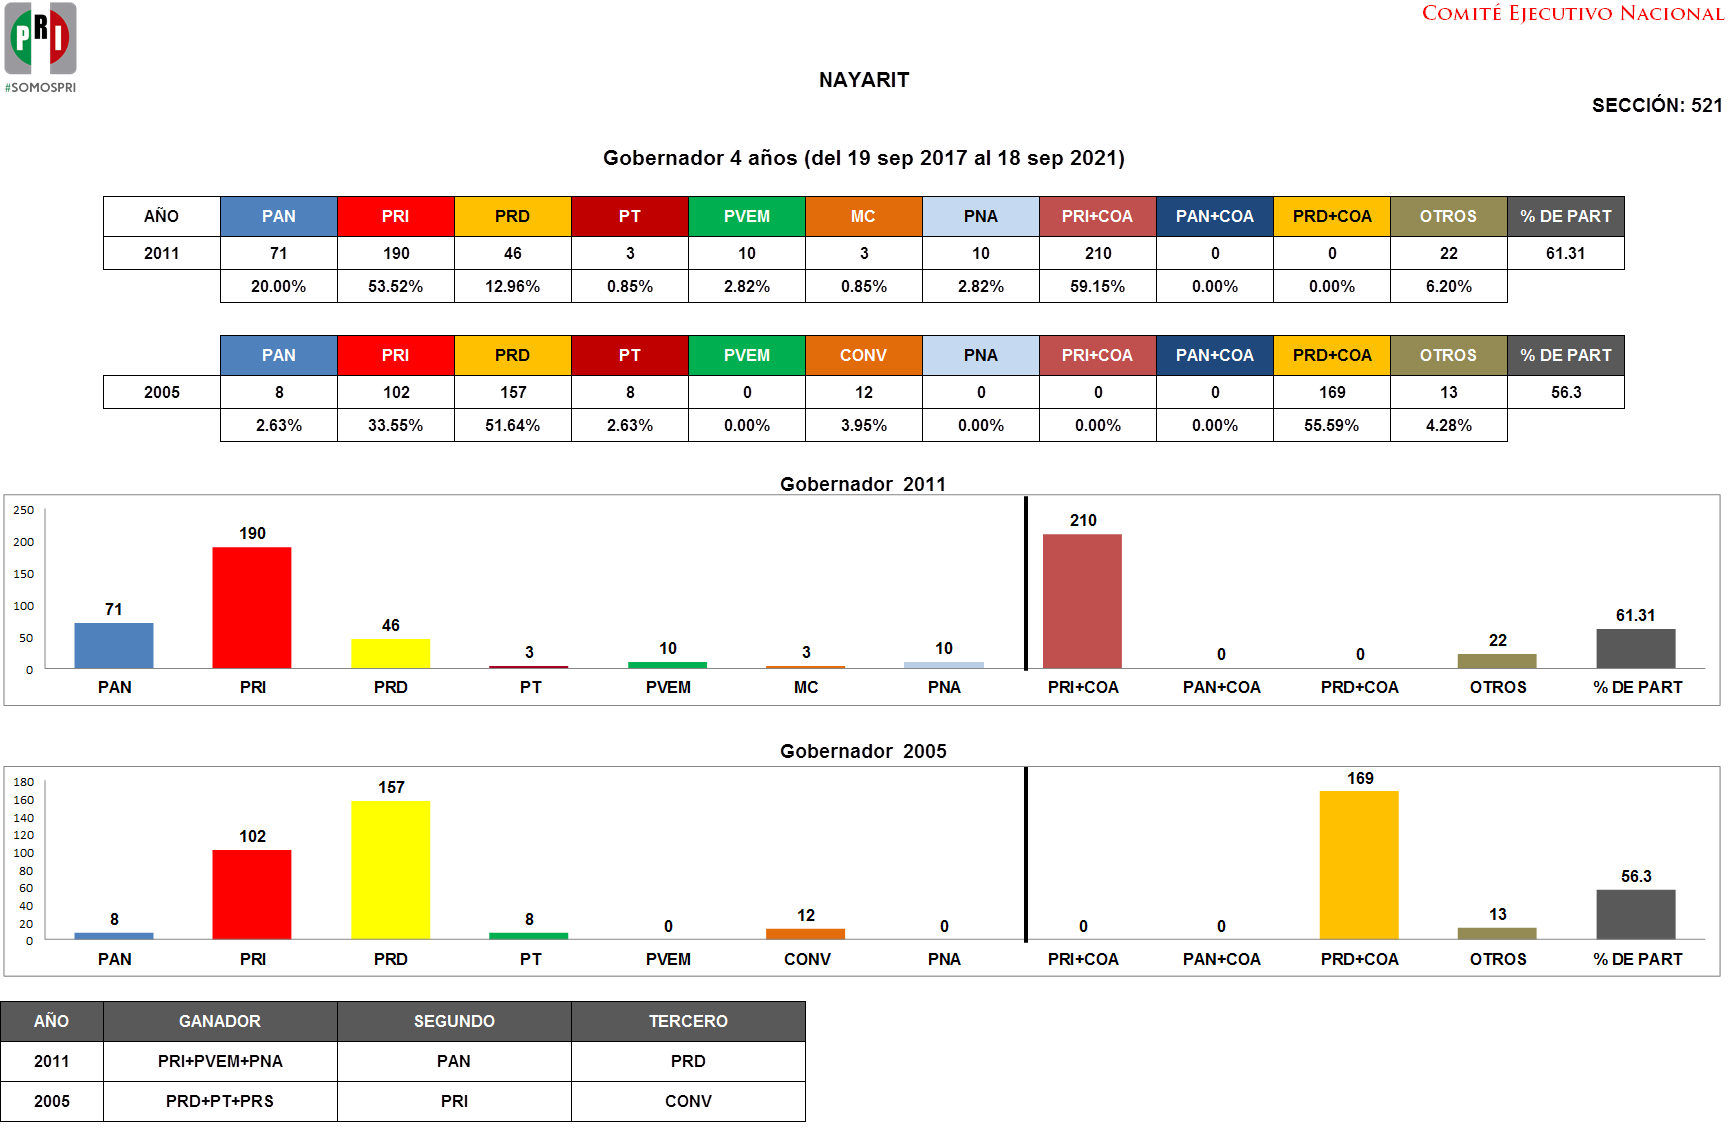 PRI
#SOMOSPRI
COMITÉ EJECUTIVO NACIONAL
NAYARIT
SECCIÓN: 521
Gobernador 4 años (del 19 sep 2017 al 18 sep 2021)
AÑO PAN PRI PRD PT PVEM MC PNA PRI+COA PAN+COA PRD+COA OTROS % DE PART
2011 71 190 46 3 10 3 10 210 0 0 22 61.31
20.00% 53.52% 12.96% 0.85% 2.82% 0.85% 2.82% 59.15% 0.00% 0.00% 6.20%
PAN PRI PRD PT PVEM CONV PNA PRI+COA PAN+COA PRD+COA OTROS % DE PART
2005 8 102 157 8 0 12 0 0 0 169 13 56.3
2.63% 33.55% 51.64% 2.63% 0.00% 3.95% 0.00% 0.00% 0.00% 55.59% 4.28%
Gobernador 2011
250
200
150
100
50
0
71 190 46 3 10 3 10 210 0 0 22 61.31
PAN PRI PRD PT PVEM MC PNA PRI+COA PAN+COA PRD+COA OTROS % DE PART
Gobernador 2005
180
160
140
120
100
80
60
40
20
0
8 102 157 8 0 12 0 0 0 169 13 56.3
PAN PRI PRD PT PVEM CONV PNA PRI+COA PAN+COA PRD+COA OTROS % DE PART
AÑO GANADOR SEGUNDO TERCERO
2011 PRI+PVEM+PNA PAN PRD
2005 PRD+PT+PRS PRI CONV